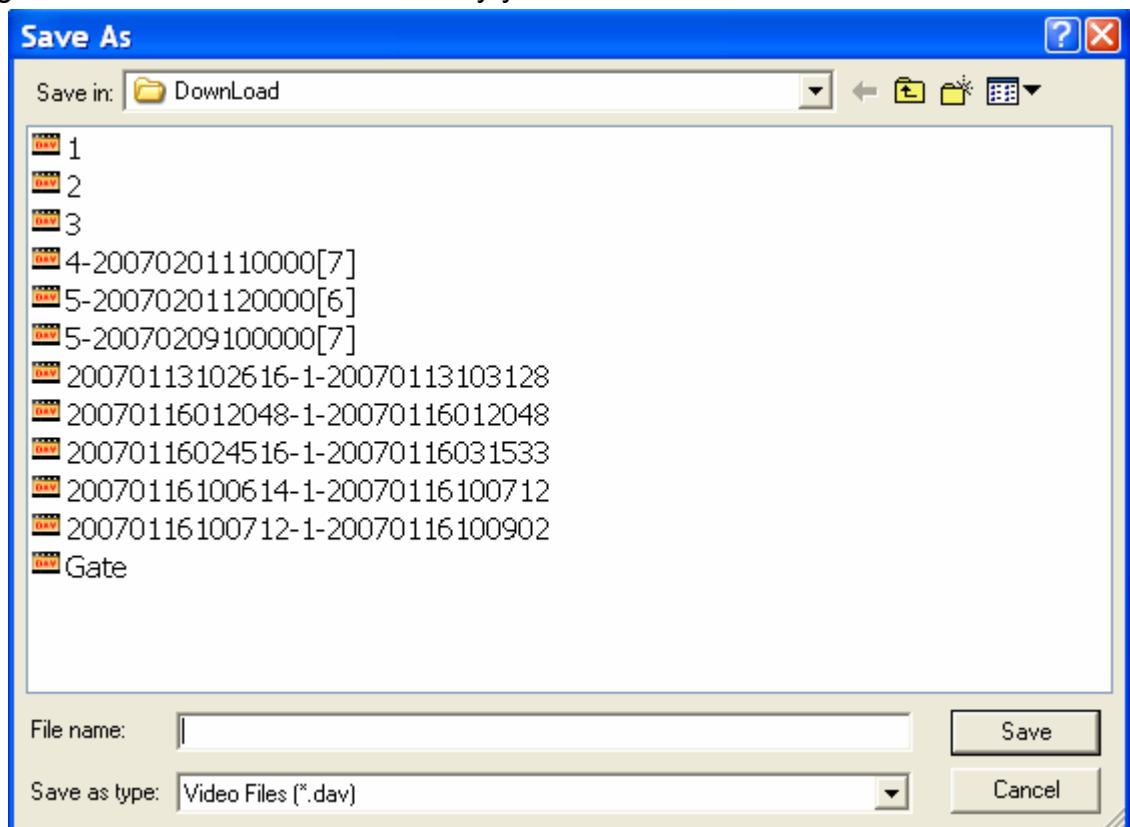 Save As
Save in: DownLoad
1
2
3
4-20070201110000[7]
5-20070201120000[6]
5-20070209100000[7]
20070113102616-1-20070113103128
20070116012048-1-20070116012048
20070116024516-1-20070116031533
20070116100614-1-20070116100712
20070116100712-1-20070116100902
Gate
File name:
Save
Save as type: Video Files (*.dav)
Cancel